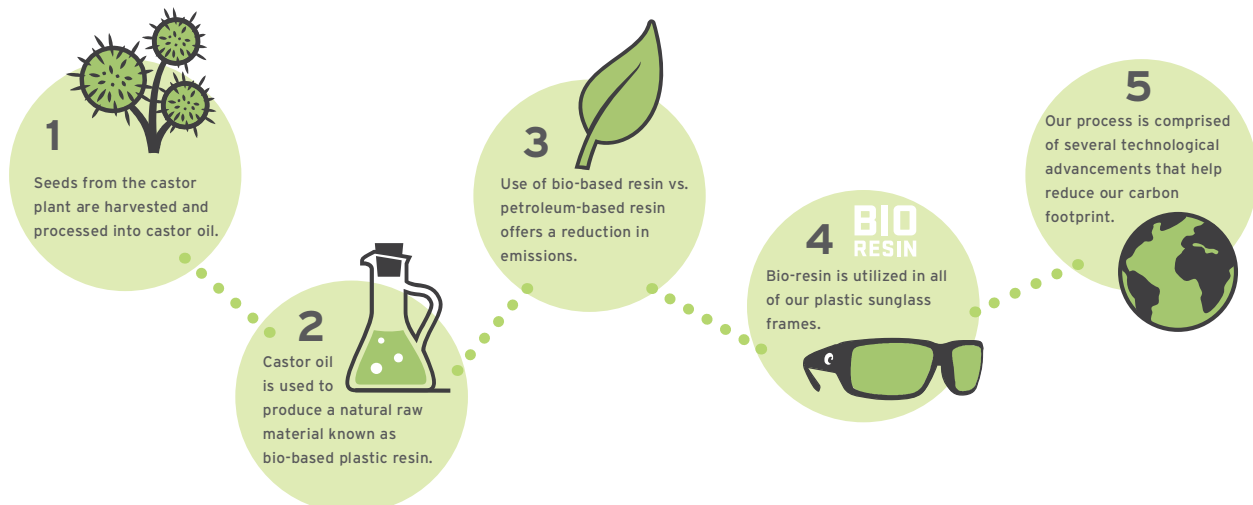 1
Seeds from the castor
plant are harvested and
processed into castor oil.
2
Castor oil
is used to
produce a natural raw
material known as
bio-based plastic resin.
3
Use of bio-based resin vs.
petroleum-based resin
offers a reduction in
emissions.
4
BIO
RESIN
Bio-resin is utilized in all
of our plastic sunglass
frames.
5
Our process is comprised
of several technological
advancements that help
reduce our carbon
footprint.